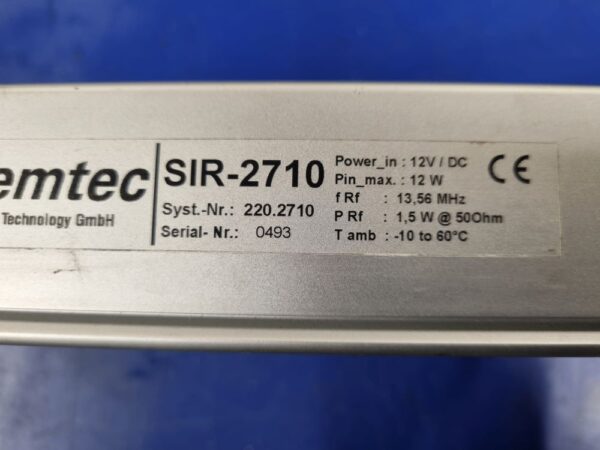 emtec
Technology GmbH
SIR-2710
Syst.-Nr.: 220.2710
Serial- Nr.: 0493
Power_in : 12V / DC
Pin_max. : 12 W
f Rf : 13,56 MHz
P Rf : 1,5 W @ 50Ohm
T amb : -10 to 60°C
CE